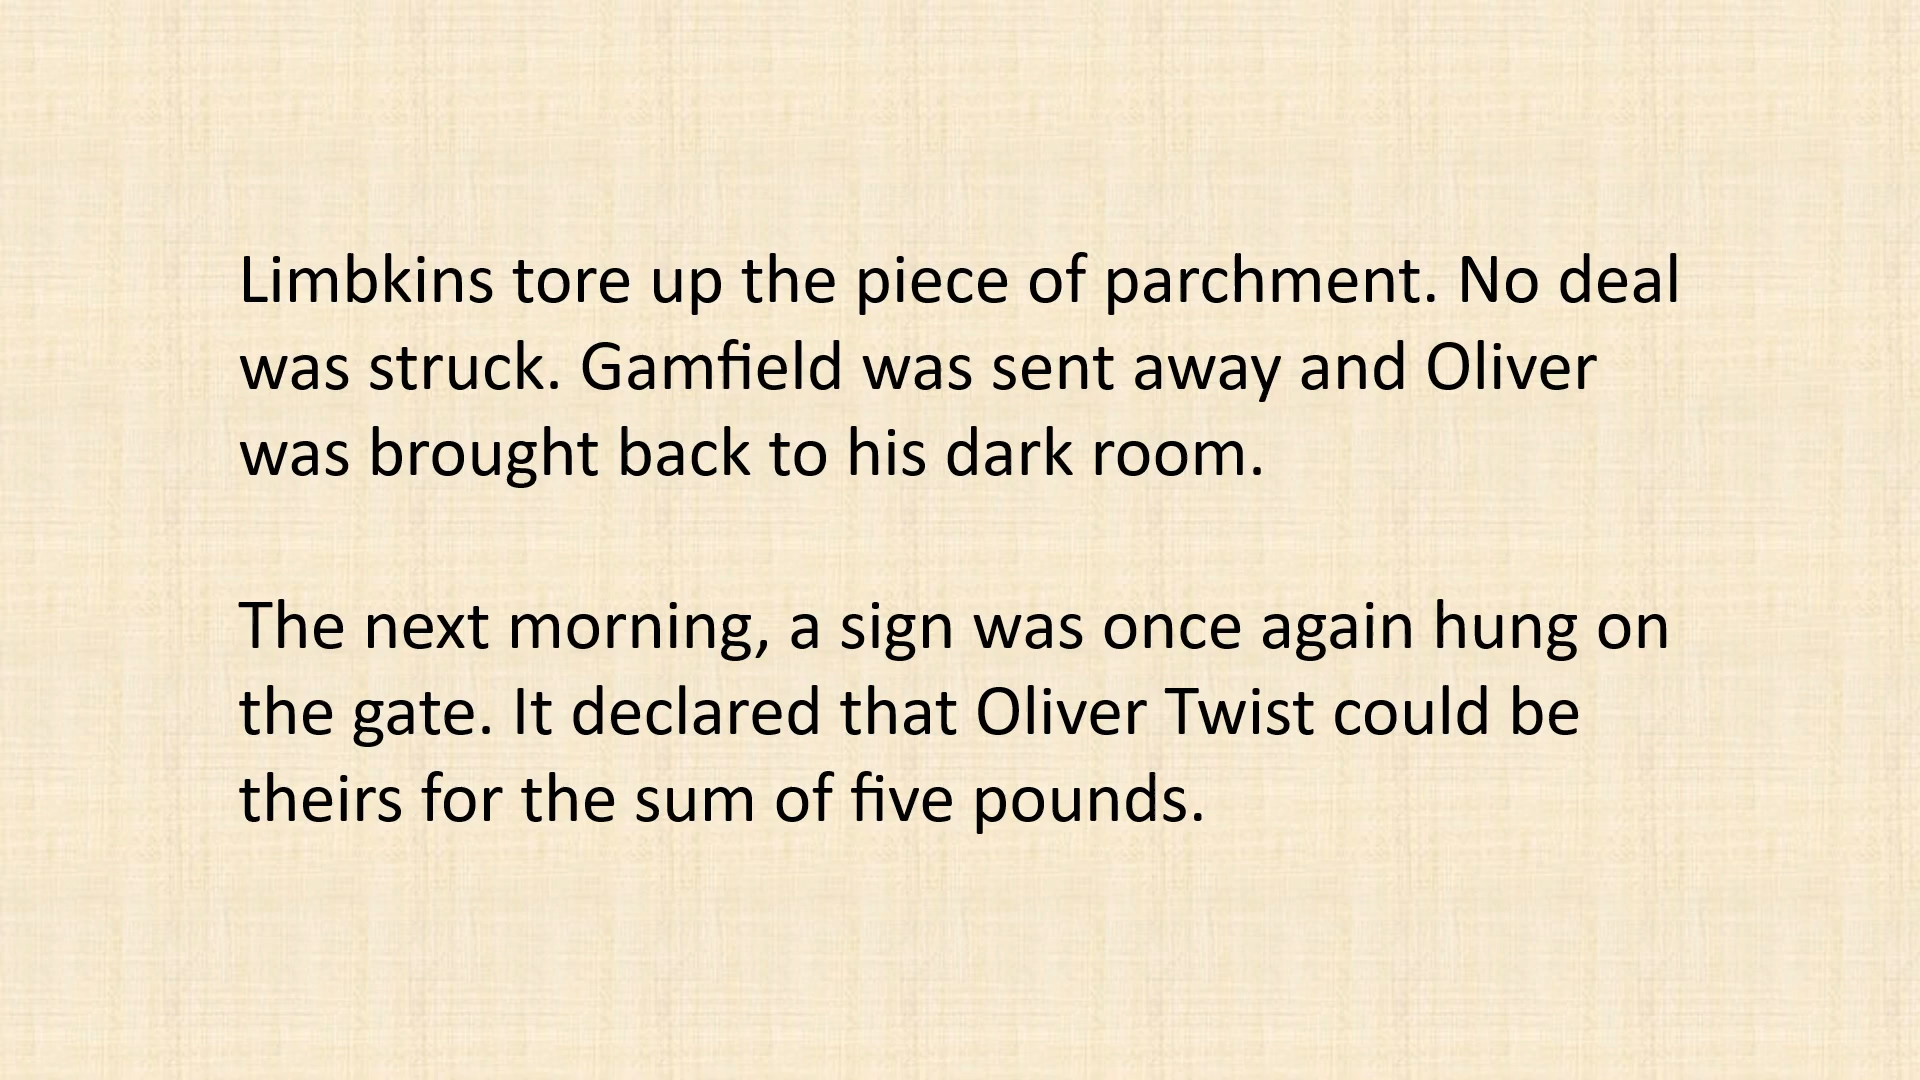 Limbkins tore up the piece of parchment. No deal
was struck. Gamfield was sent away and Oliver
was brought back to his dark room.
The next morning, a sign was once again hung on
the gate. It declared that Oliver Twist could be
theirs for the sum of five pounds.